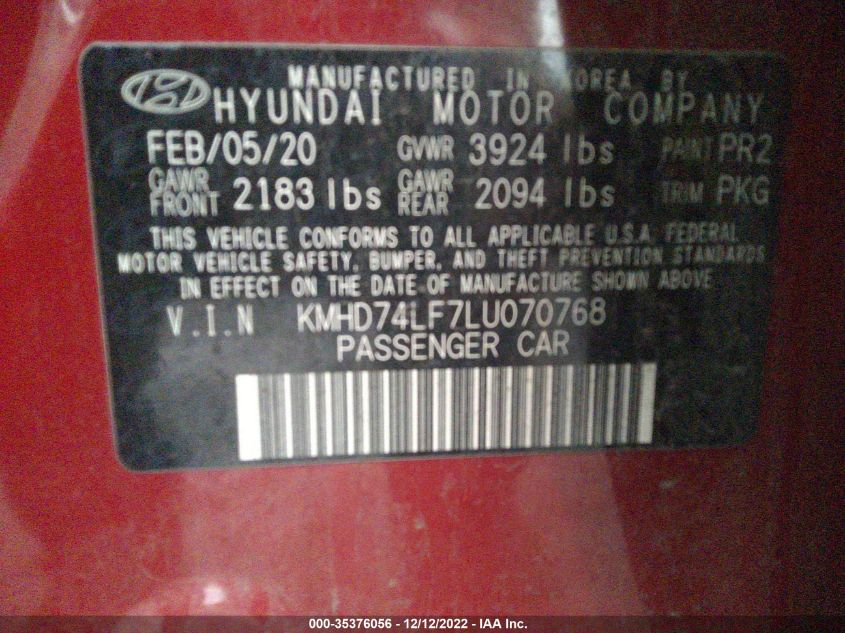 MANUFACTURED IN KOREA BY
HYUNDAI MOTOR COMPANY
FEB/05/20 GVWR 3924 lbs PAINT PR2
GAWR FRONT 2183 lbs GAWR REAR 2094 lbs TRIM PKG
THIS VEHICLE CONFORMS TO ALL APPLICABLE U.S.A FEDERAL
MOTOR VEHICLE SAFETY, BUMPER, AND THEFT PREVENTION STANDARDS
IN EFFECT ON THE DATE OF MANUFACTURE SHOWN ABOVE
V.I.N KMHD74LF7LU070768
PASSENGER CAR
000-35376056 - 12/12/2022 - IAA Inc.